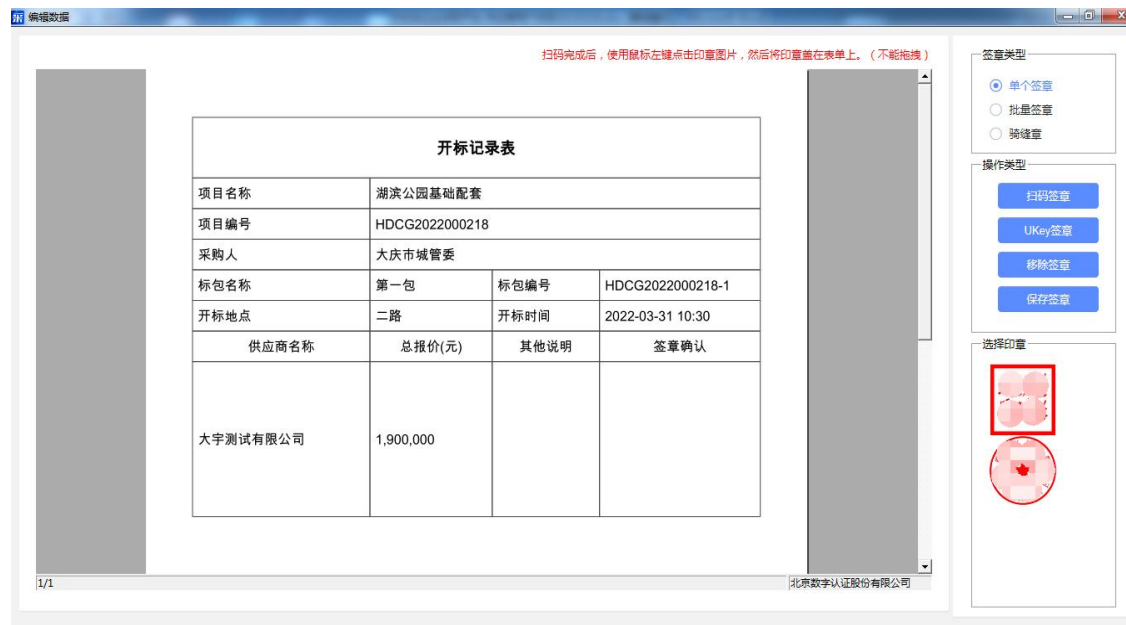 编辑数据
扫码完成后，使用鼠标左键点击印章图片，然后将印章盖在表单上。（不能拖拽）
开标记录表
项目名称 湖滨公园基础配套
项目编号 HDCG2022000218
采购人 大庆市城管委
标包名称 第一包 标包编号 HDCG2022000218-1
开标地点 二路 开标时间 2022-03-31 10:30
供应商名称 总报价(元) 其他说明 签章确认
大宇测试有限公司 1,900,000
1/1 北京数字认证股份有限公司
签章类型
单个签章
批量签章
骑缝章
操作类型
扫码签章
UKey签章
移除签章
保存签章
选择印章